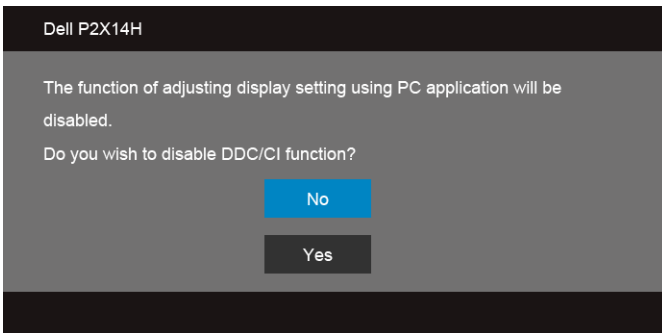 Dell P2X14H
The function of adjusting display setting using PC application will be
disabled.
Do you wish to disable DDC/CI function?
No
Yes